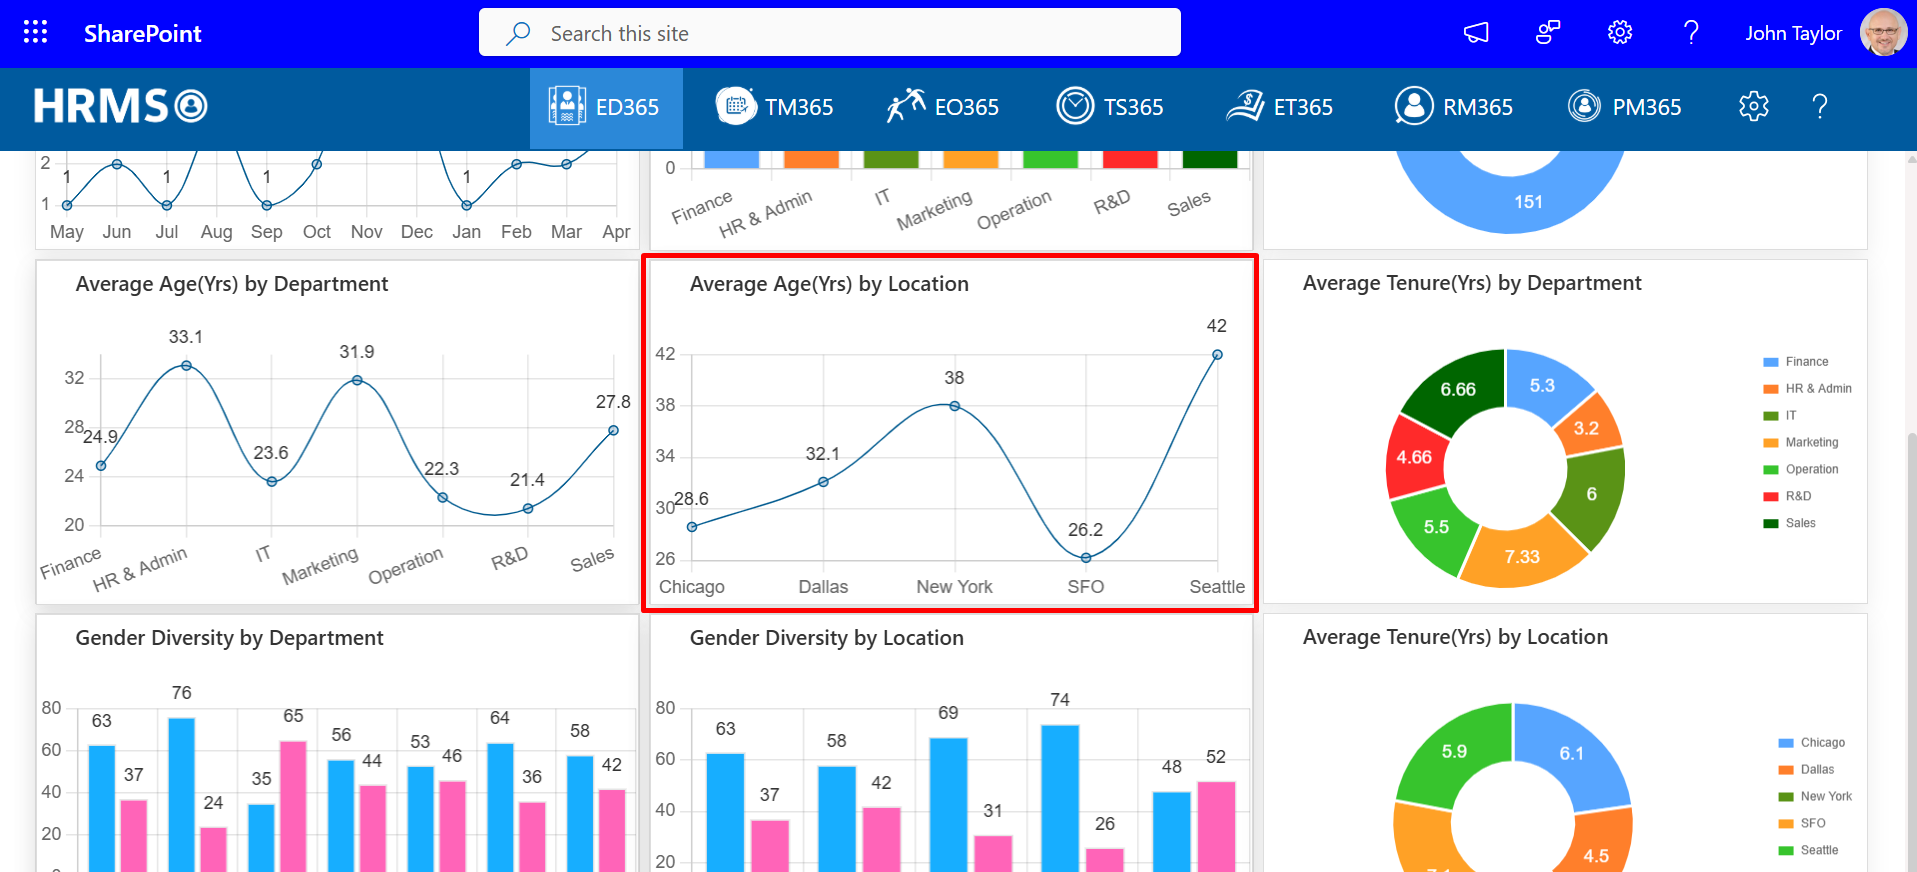 SharePoint
Search this site
John Taylor
HRMS
ED365
TM365
EO365
TS365
ET365
RM365
PM365
2
1 1 1 1
1
May Jun Jul Aug Sep Oct Nov Dec Jan Feb Mar Apr
0
Finance HR & Admin IT Marketing Operation R&D Sales
151
Average Age(Yrs) by Department
33.1
31.9
32
27.8
28
24.9
23.6
22.3
21.4
24
20
Finance HR & Admin IT Marketing Operation R&D Sales
Average Age(Yrs) by Location
42
42
38
38
34
32.1
30
28.6
26.2
26
Chicago Dallas New York SFO Seattle
Average Tenure(Yrs) by Department
6.66
5.3
3.2
4.66
6
5.5
7.33
Finance
HR & Admin
IT
Marketing
Operation
R&D
Sales
Gender Diversity by Department
80
60
40
20
63 37
76 24
35 65
56 44
53 46
64 36
58 42
Gender Diversity by Location
80
60
40
20
63 37
58 42
69 31
74 26
48 52
Average Tenure(Yrs) by Location
5.9
6.1
4.5
Chicago
Dallas
New York
SFO
Seattle